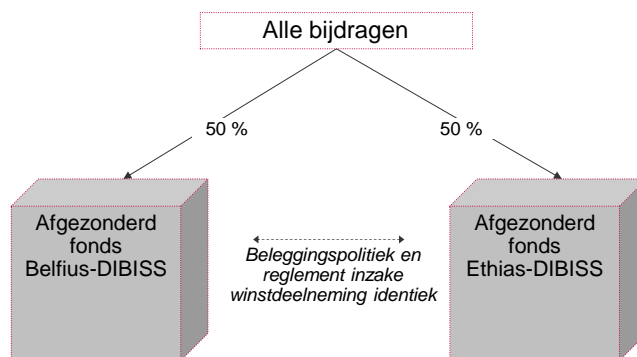 Alle bijdragen
50 %
50 %
Afgezonderd
fonds
Belfius-DIBISS
Beleggingspolitiek en
reglement inzake
winstdeelneming identiek
Afgezonderd
fonds
Ethias-DIBISS